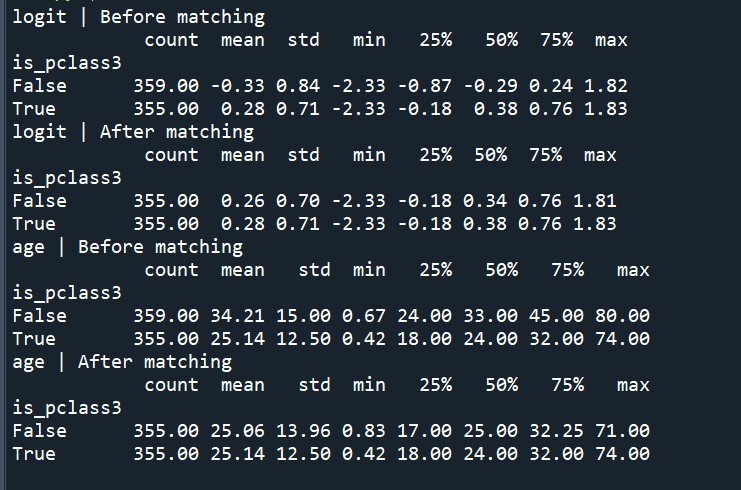 logit | Before matching
count mean std min 25% 50% 75% max
is_pclass3
False 359.00 -0.33 0.84 -2.33 -0.87 -0.29 0.24 1.82
True 355.00 0.28 0.71 -2.33 -0.18 0.38 0.76 1.83
logit | After matching
count mean std min 25% 50% 75% max
is_pclass3
False 355.00 0.26 0.70 -2.33 -0.18 0.34 0.76 1.81
True 355.00 0.28 0.71 -2.33 -0.18 0.38 0.76 1.83
age | Before matching
count mean std min 25% 50% 75% max
is_pclass3
False 359.00 34.21 15.00 0.67 24.00 33.00 45.00 80.00
True 355.00 25.14 12.50 0.42 18.00 24.00 32.00 74.00
age | After matching
count mean std min 25% 50% 75% max
is_pclass3
False 355.00 25.06 13.96 0.83 17.00 25.00 32.25 71.00
True 355.00 25.14 12.50 0.42 18.00 24.00 32.00 74.00